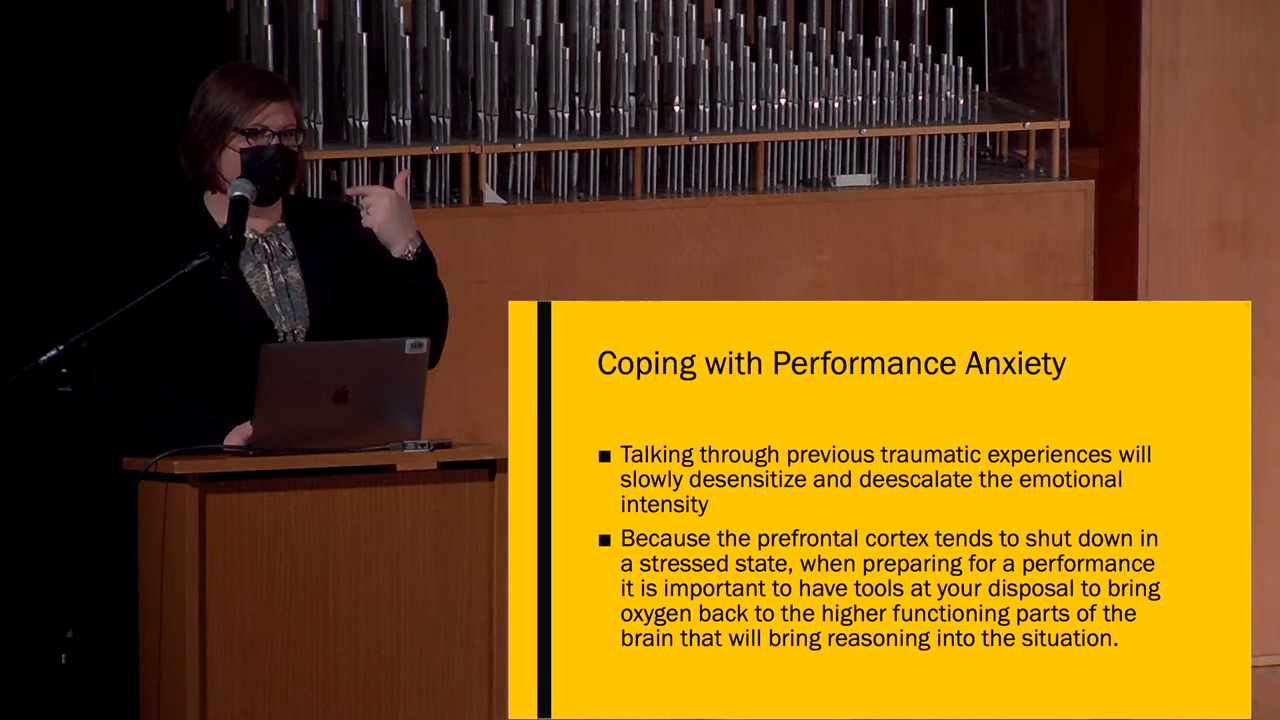 Coping with Performance Anxiety
■ Talking through previous traumatic experiences will
slowly desensitize and deescalate the emotional
intensity
■ Because the prefrontal cortex tends to shut down in
a stressed state, when preparing for a performance
it is important to have tools at your disposal to bring
oxygen back to the higher functioning parts of the
brain that will bring reasoning into the situation.